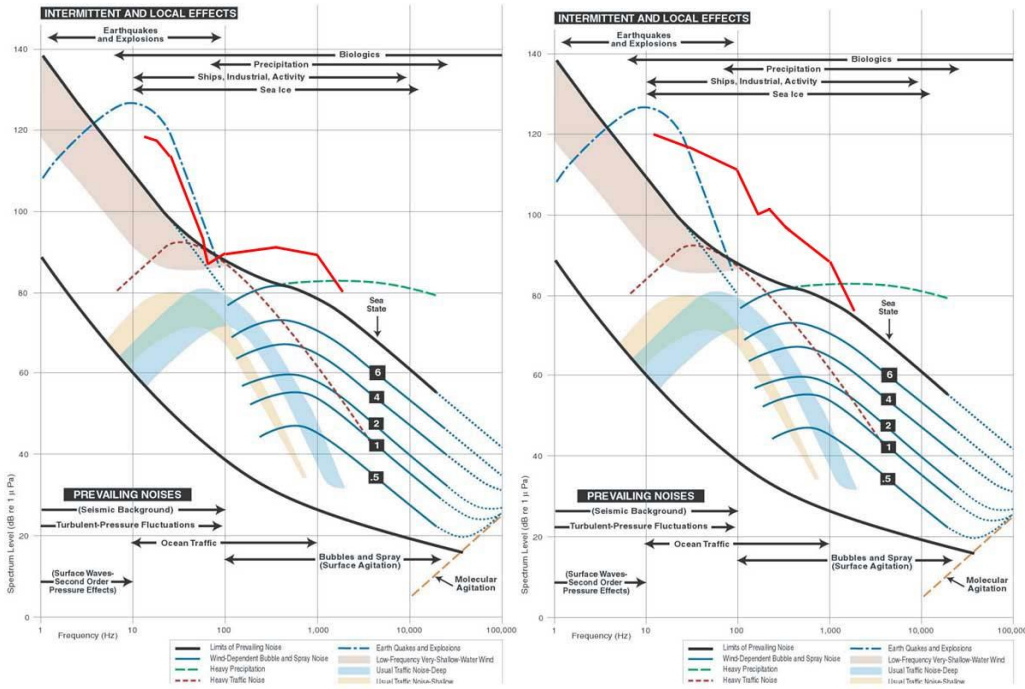 INTERMITTENT AND LOCAL EFFECTS
Earthquakes
and Explosions
Biologics
Precipitation
Ships, Industrial, Activity
Sea Ice
140
120
100
80
60
40
20
0
Spectrum Level (dB re 1 µ Pa)
Sea
State
6
4
2
1
.5
PREVAILING NOISES
(Seismic Background)
Turbulent-Pressure Fluctuations
Ocean Traffic
Bubbles and Spray
(Surface Agitation)
(Surface Waves-
Second Order
Pressure Effects)
Molecular
Agitation
1
10
100
1,000
10,000
100,000
Frequency (Hz)
Limits of Prevailing Noise
Wind-Dependent Bubble and Spray Noise
Heavy Precipitation
Heavy Traffic Noise
Earth Quakes and Explosions
Low-Frequency Very-Shallow-Water Wind
Usual Traffic Noise-Deep
Usual Traffic Noise-Shallow
INTERMITTENT AND LOCAL EFFECTS
Earthquakes
and Explosions
Biologics
Precipitation
Ships, Industrial, Activity
Sea Ice
140
120
100
80
60
40
20
0
Spectrum Level (dB re 1 µ Pa)
Sea
State
6
4
2
1
.5
PREVAILING NOISES
(Seismic Background)
Turbulent-Pressure Fluctuations
Ocean Traffic
Bubbles and Spray
(Surface Agitation)
(Surface Waves-
Second Order
Pressure Effects)
Molecular
Agitation
1
10
100
1,000
10,000
100,000
Frequency (Hz)
Limits of Prevailing Noise
Wind-Dependent Bubble and Spray Noise
Heavy Precipitation
Heavy Traffic Noise
Earth Quakes and Explosions
Low-Frequency Very-Shallow-Water Wind
Usual Traffic Noise-Deep
Usual Traffic Noise-Shallow